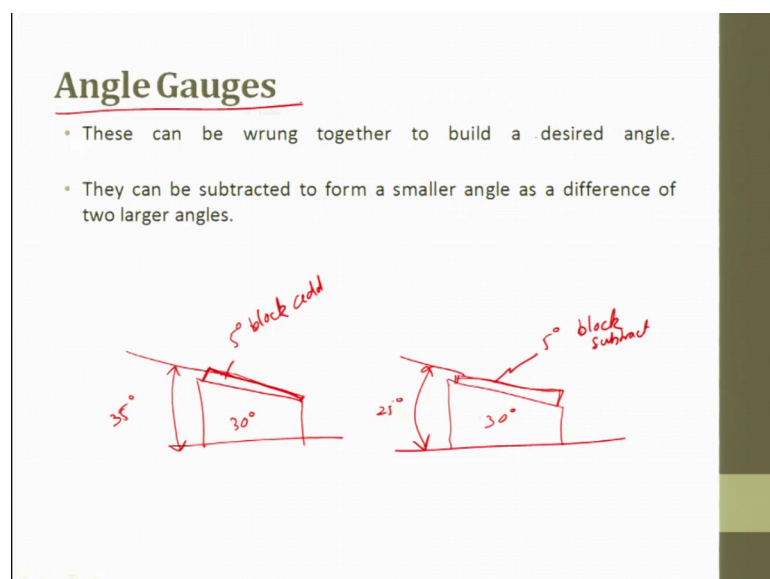 Angle Gauges
• These can be wrung together to build a desired angle.
• They can be subtracted to form a smaller angle as a difference of
two larger angles.
5° block add
35°
30°
5° block
subtract
25°
30°